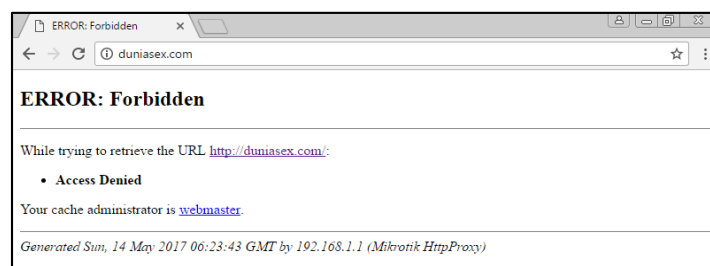 ERROR: Forbidden
duniasex.com
ERROR: Forbidden
While trying to retrieve the URL http://duniasex.com/:
Access Denied
Your cache administrator is webmaster.
Generated Sun, 14 May 2017 06:23:43 GMT by 192.168.1.1 (Mikrotik HttpProxy)